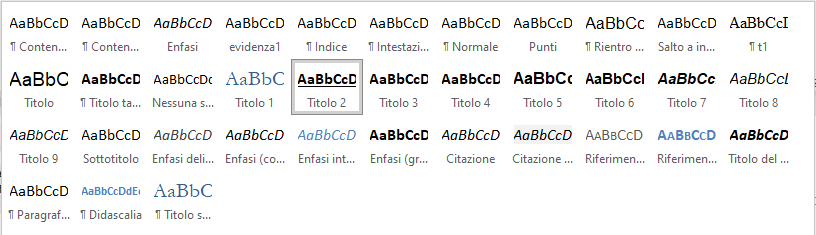 AaBbCcD AaBbCcD AaBbCcD AaBbCcD AaBbCcD AaBbCcD AaBbCcD AaBbCcD AaBbCc AaBbCcD AaBbCcI
¶ Conten... ¶ Conten... Enfasi evidenza1 ¶ Indice ¶ Intestazi... ¶ Normale Punti ¶ Rientro ... Salto a in... ¶ t1
AaBbC AaBbCcD AaBbCcDc AaBbC AaBbCcD AaBbCcD AaBbCcD AaBbCc AaBbCcI AaBbCc AaBbCcL
Titolo ¶ Titolo ta... Nessuna s... Titolo 1 Titolo 2 Titolo 3 Titolo 4 Titolo 5 Titolo 6 Titolo 7 Titolo 8
AaBbCcD AaBbCcD AaBbCcD AaBbCcD AaBbCcD AaBbCcD AaBbCcD AaBbCcD AaBbCcD AaBbCcD AaBbCcD
Titolo 9 Sottotitolo Enfasi deli... Enfasi (co... Enfasi int... Enfasi (gr... Citazione Citazione ... Riferimen... Riferimen... Titolo del ...
AaBbCcD AaBbCcDdEe AaBbC
¶ Paragraf... ¶ Didascalia ¶ Titolo s...